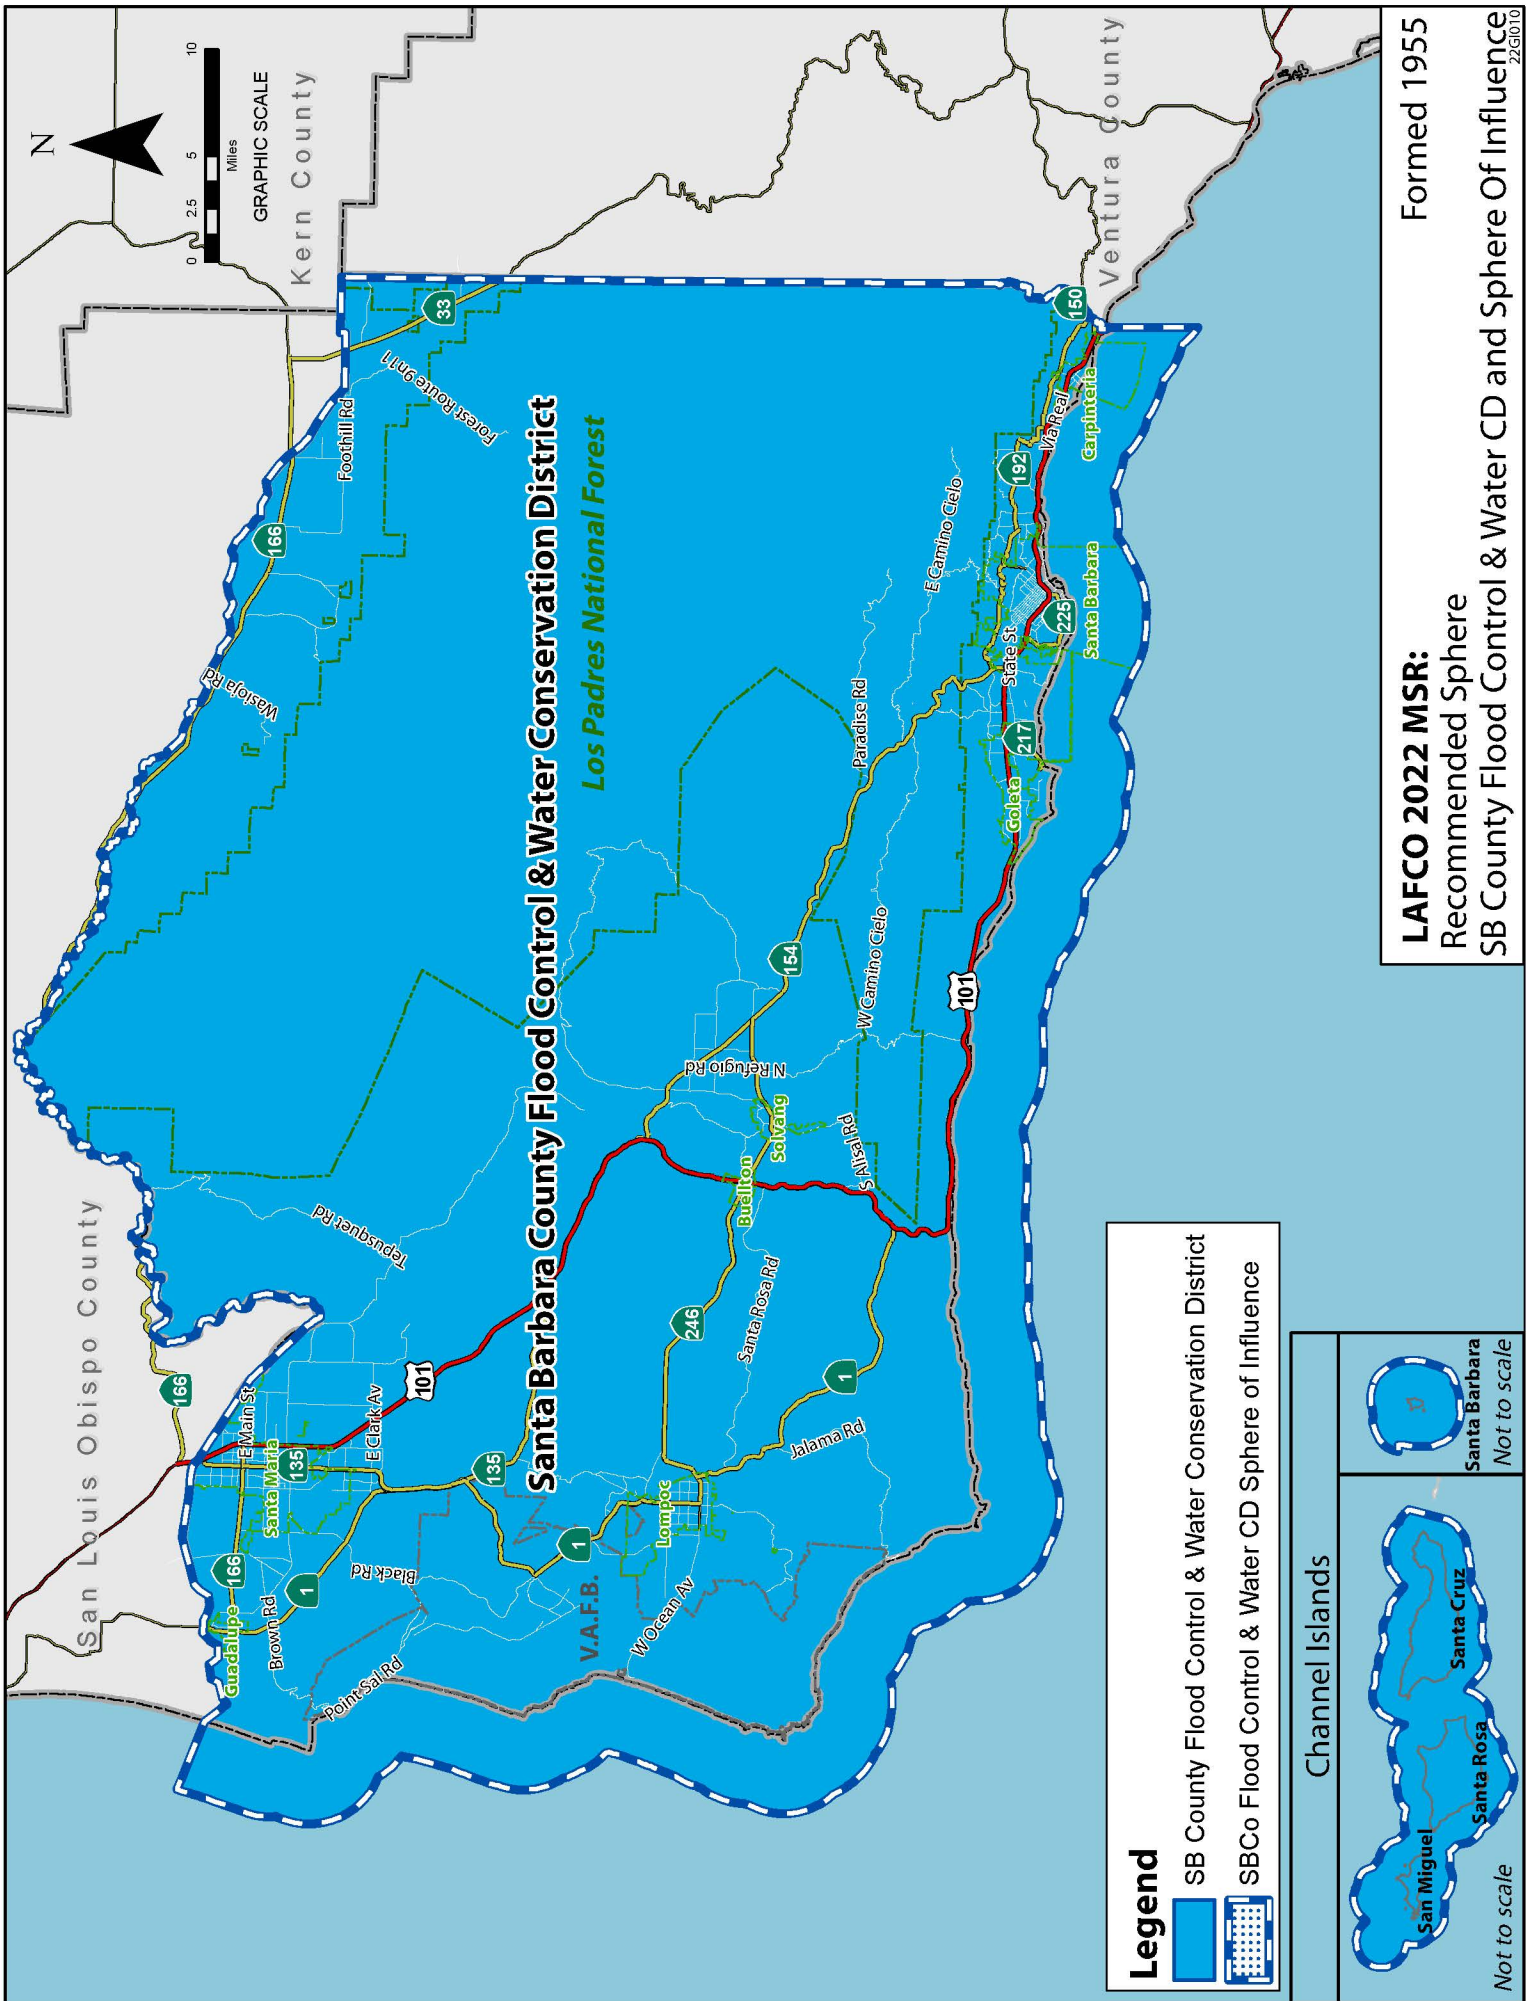 N
0 2.5 5 10
Miles
GRAPHIC SCALE
San Louis Obispo County
Kern County
Ventura County
166
166
166
33
Foothill Rd
Forest Route 9n11
Wasioja Rd
Tepusquet Rd
E Main St
Santa Maria
135
E Clark Av
101
Guadalupe
Brown Rd
1
Black Rd
Point Sal Rd
135
Santa Barbara County Flood Control & Water Conservation District
Los Padres National Forest
1
V.A.F.B.
Lompoc
W Ocean Av
246
Santa Rosa Rd
Buellton
Solvang
N Refugio Rd
154
Paradise Rd
E Camino Cielo
W Camino Cielo
S Alisal Rd
1
Jalama Rd
101
Goleta
217
State St
225
Santa Barbara
192
Via Real
Carpinteria
150
Legend
SB County Flood Control & Water Conservation District
SBCo Flood Control & Water CD Sphere of Influence
Channel Islands
San Miguel
Santa Rosa
Santa Cruz
Not to scale
Santa Barbara
Not to scale
LAFCO 2022 MSR:
Formed 1955
Recommended Sphere
SB County Flood Control & Water CD and Sphere Of Influence
22GI010